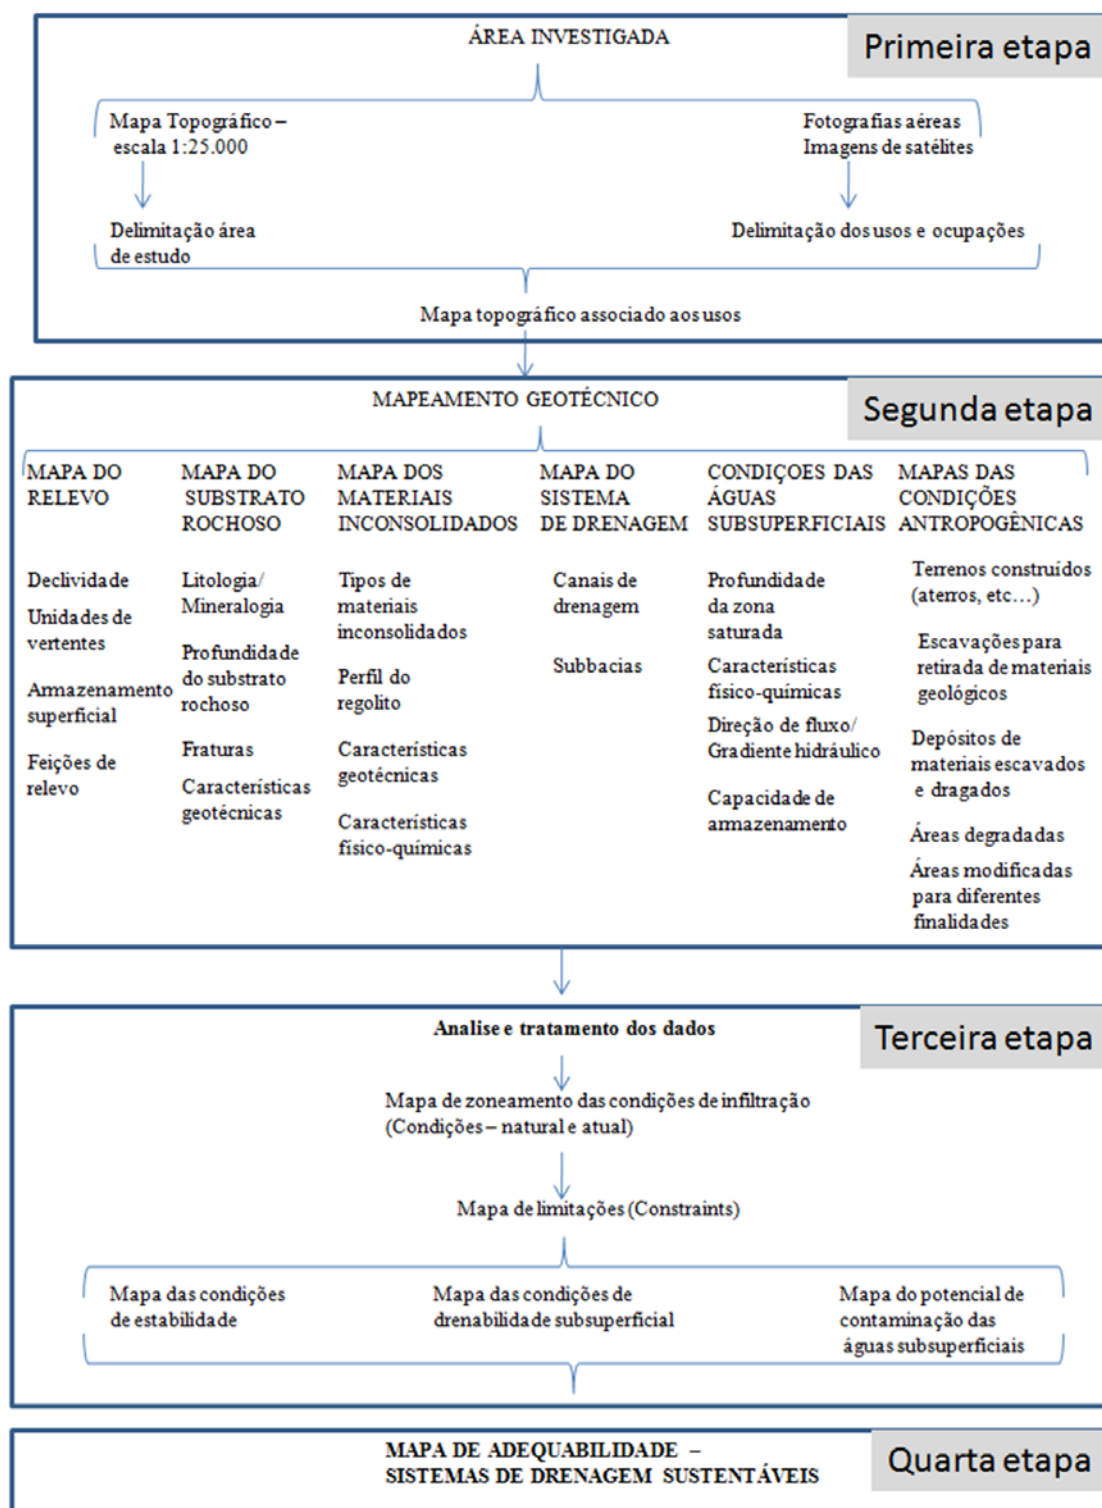 ÁREA INVESTIGADA
Primeira etapa
Mapa Topográfico –
escala 1:25.000
Fotografias aéreas
Imagens de satélites
Delimitação área
de estudo
Delimitação dos usos e ocupações
Mapa topográfico associado aos usos
MAPEAMENTO GEOTÉCNICO
Segunda etapa
MAPA DO
RELEVO
Declividade
Unidades de
vertentes
Armazenamento
superficial
Feições de
relevo
MAPA DO
SUBSTRATO
ROCHOSO
Litologia/
Mineralogia
Profundidade
do substrato
rochoso
Fraturas
Características
geotécnicas
MAPA DOS
MATERIAIS
INCONSOLIDADOS
Tipos de
materiais
inconsolidados
Perfil do
regolito
Características
geotécnicas
Características
físico-químicas
MAPA DO
SISTEMA
DE DRENAGEM
Canais de
drenagem
Subbacias
CONDIÇOES DAS
ÁGUAS
SUBSUPERFICIAIS
Profundidade
da zona
saturada
Características
físico-químicas
Direção de fluxo/
Gradiente hidráulico
Capacidade de
armazenamento
MAPAS DAS
CONDIÇÕES
ANTROPOGÊNICAS
Terrenos construídos
(aterros, etc...)
Escavações para
retirada de materiais
geológicos
Depósitos de
materiais escavados
e dragados
Áreas degradadas
Áreas modificadas
para diferentes
finalidades
Analise e tratamento dos dados
Terceira etapa
Mapa de zoneamento das condições de infiltração
(Condições – natural e atual)
Mapa de limitações (Constraints)
Mapa das condições
de estabilidade
Mapa das condições de
drenabilidade subsuperficial
Mapa do potencial de
contaminação das
águas subsuperficiais
MAPA DE ADEQUABILIDADE –
SISTEMAS DE DRENAGEM SUSTENTÁVEIS
Quarta etapa